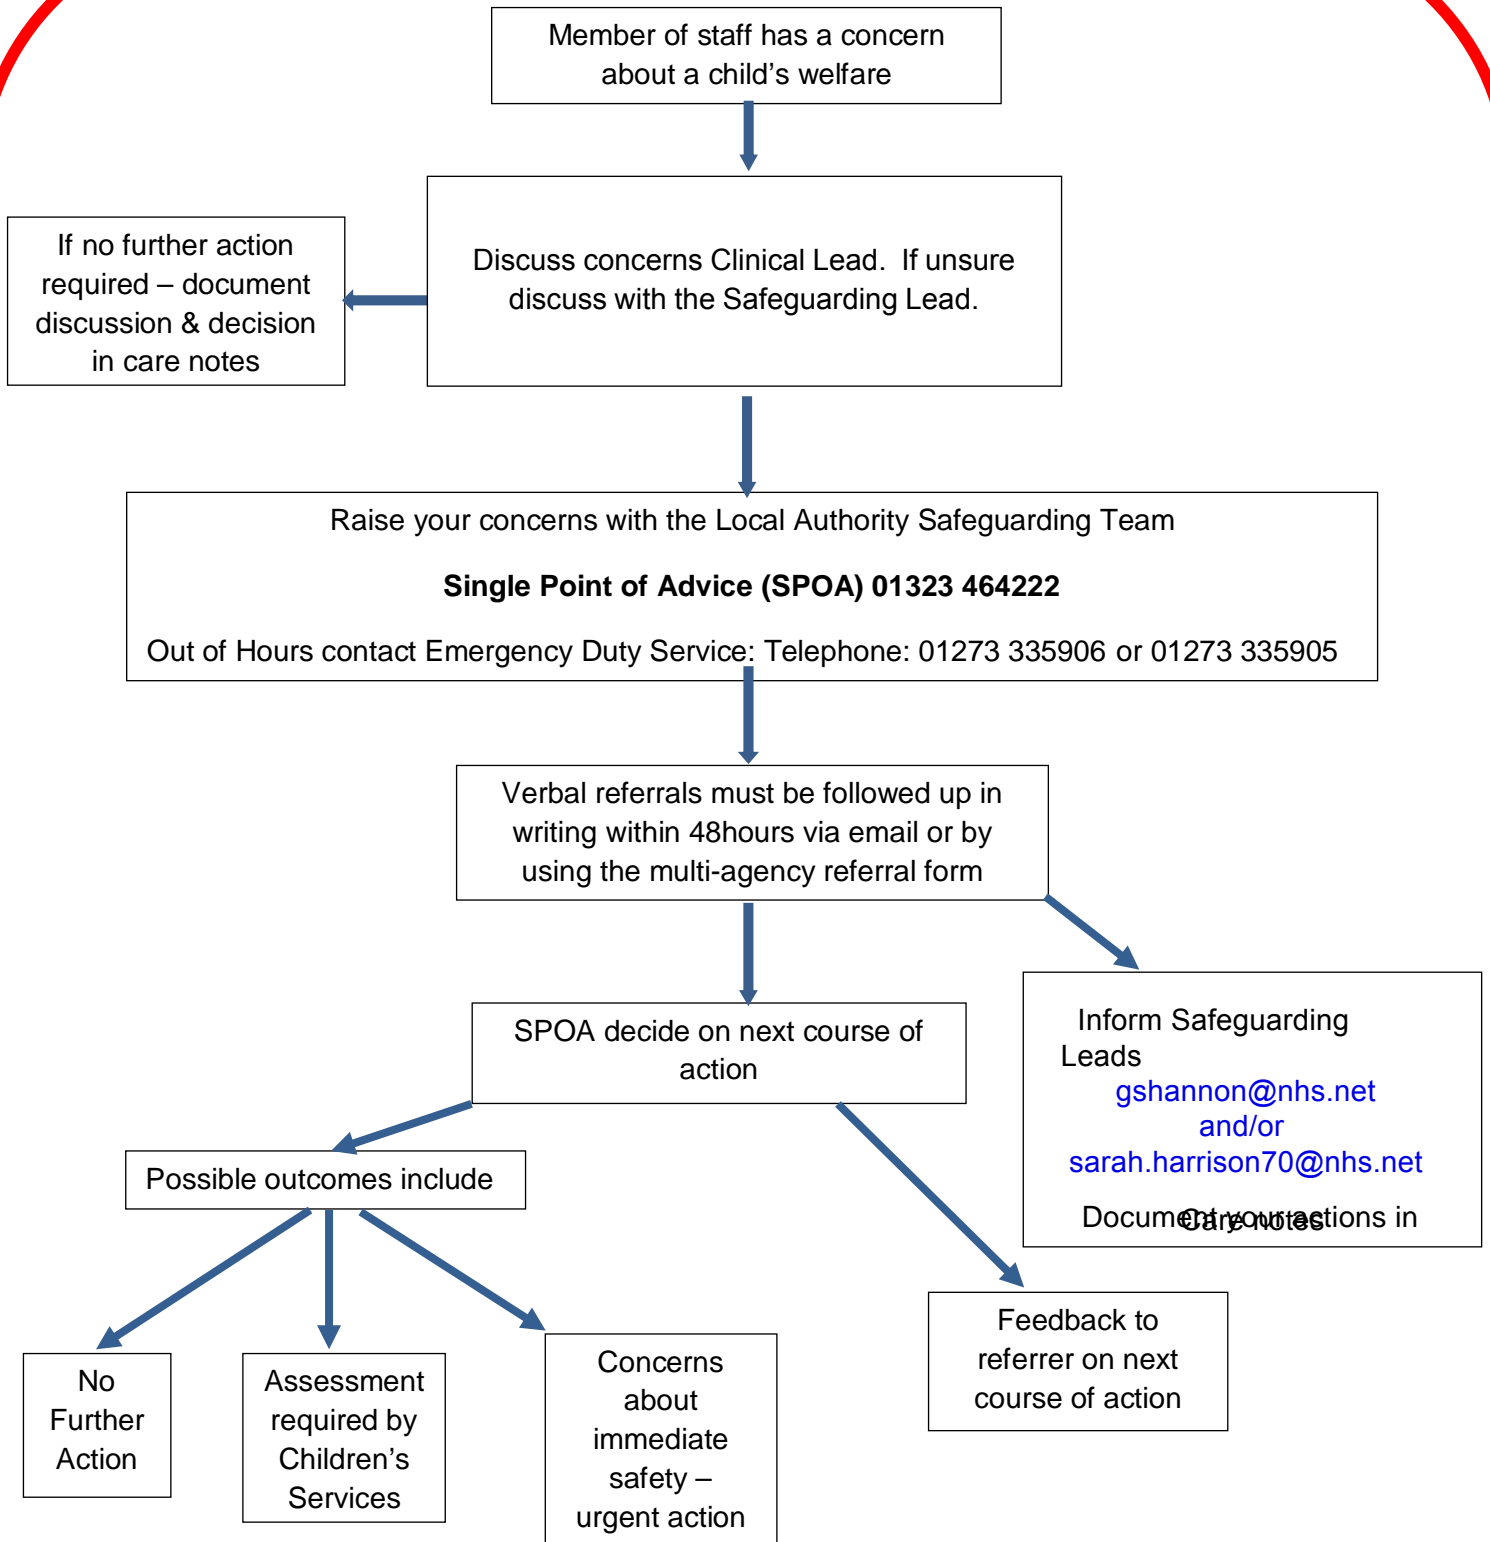 Member of staff has a concern
about a child’s welfare
If no further action
required – document
discussion & decision
in care notes
Discuss concerns Clinical Lead.  If unsure
discuss with the Safeguarding Lead.
Raise your concerns with the Local Authority Safeguarding Team
Single Point of Advice (SPOA) 01323 464222
Out of Hours contact Emergency Duty Service: Telephone: 01273 335906 or 01273 335905
Verbal referrals must be followed up in
writing within 48hours via email or by
using the multi-agency referral form
SPOA decide on next course of
action
Inform Safeguarding
Leads
gshannon@nhs.net
and/or
sarah.harrison70@nhs.net
Document your actions in
Care notes
Possible outcomes include
Feedback to
referrer on next
course of action
No
Further
Action
Assessment
required by
Children’s
Services
Concerns
about
immediate
safety –
urgent action